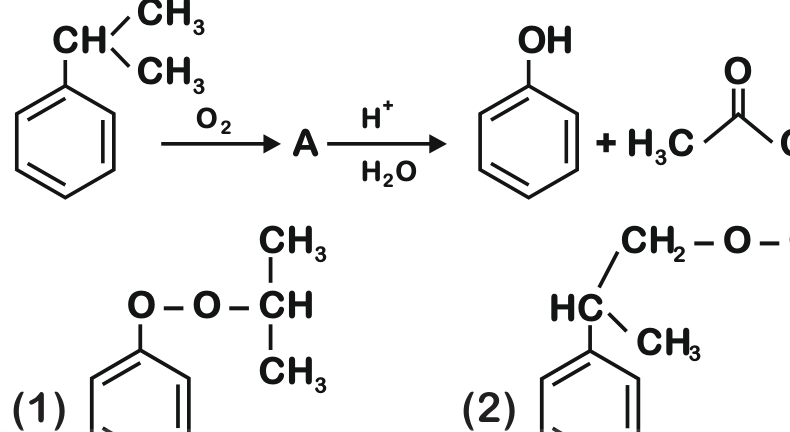 CH₃
CH
CH₃
OH
O
O₂
A
H⁺
H₂O
+ H₃C
CH₃
O – O – CH
CH₃
CH₂ – O –
HC
CH₃
(1)
(2)